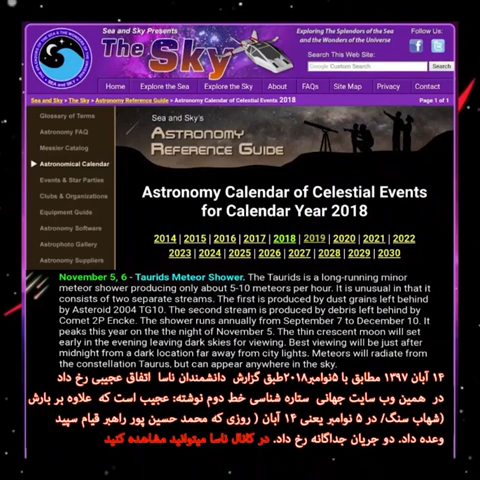 Sea and Sky Presents
The Sky
Exploring The Splendors of the Sea
and the Wonders of the Universe
Follow Us:
Search This Web Site:
Google Custom Search
Search
Home Explore the Sea Explore the Sky About FAQs Site Map Privacy Contact
Sea and Sky > The Sky > Astronomy Reference Guide > Astronomy Calendar of Celestial Events 2018
Page 1 of 1
Glossary of Terms
Astronomy FAQ
Messier Catalog
Astronomical Calendar
Events & Star Parties
Clubs & Organizations
Equipment Guide
Astronomy Software
Astrophoto Gallery
Astronomy Suppliers
Sea and Sky's
Astronomy
Reference Guide
Astronomy Calendar of Celestial Events
for Calendar Year 2018
2014 | 2015 | 2016 | 2017 | 2018 | 2019 | 2020 | 2021 | 2022
2023 | 2024 | 2025 | 2026 | 2027 | 2028 | 2029 | 2030
November 5, 6 - Taurids Meteor Shower. The Taurids is a long-running minor
meteor shower producing only about 5-10 meteors per hour. It is unusual in that it
consists of two separate streams. The first is produced by dust grains left behind
by Asteroid 2004 TG10. The second stream is produced by debris left behind by
Comet 2P Encke. The shower runs annually from September 7 to December 10. It
peaks this year on the the night of November 5. The thin crescent moon will set
early in the evening leaving dark skies for viewing. Best viewing will be just after
midnight from a dark location far away from city lights. Meteors will radiate from
the constellation Taurus, but can appear anywhere in the sky.
۱۴ آبان ۱۳۹۷ مطابق با ۵نوامبر۲۰۱۸طبق گزارش دانشمندان ناسا اتفاق عجیبی رخ داد
در همین وب سایت جهانی ستاره شناسی خط دوم نوشته: عجیب است که علاوه بر بارش
(شهاب سنگ/ در ۵ نوامبر یعنی ۱۴ آبان ( روزی که محمد حسین پور راهبر قیام سپید
وعده داد. دو جریان جداگانه رخ داد. در کانال ناسا میتوانید مشاهده کنید